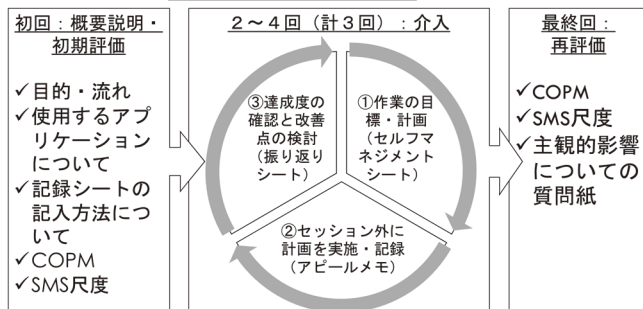 初回：概要説明・
初期評価
✓目的・流れ
✓使用するアプ
リケーション
について
✓記録シートの
記入方法につ
いて
✓COPM
✓SMS尺度
２～４回（計３回）：介入
③達成度の
確認と改善
点の検討
（振り返り
シート）
①作業の目
標・計画
（セルフマ
ネジメント
シート）
②セッション外に
計画を実施・記録
（アピールメモ）
最終回：
再評価
✓COPM
✓SMS尺度
✓主観的影響
についての
質問紙